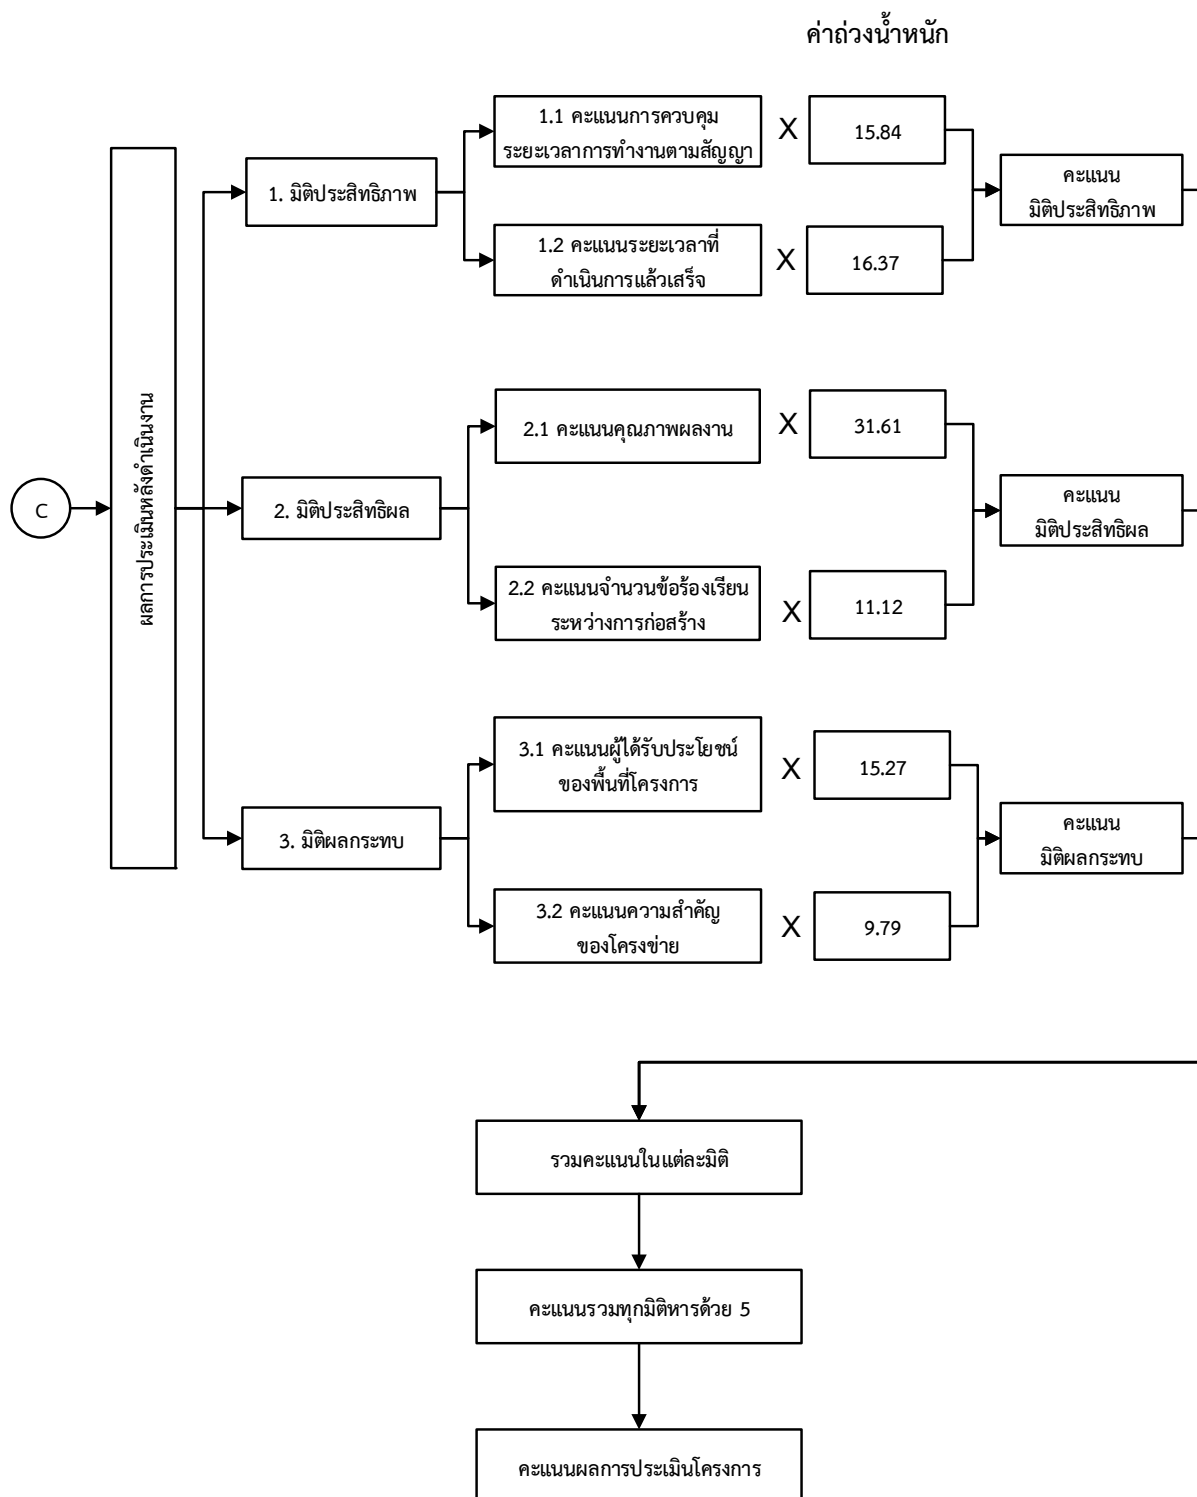 ค่าถ่วงน้ำหนัก
1.1 คะแนนการควบคุม
ระยะเวลาการทำงานตามสัญญา
X
15.84
1. มิติประสิทธิภาพ
คะแนน
มิติประสิทธิภาพ
1.2 คะแนนระยะเวลาที่
ดำเนินการแล้วเสร็จ
X
16.37
ผลการประเมินหลังดำเนินงาน
2.1 คะแนนคุณภาพผลงาน
X
31.61
C
2. มิติประสิทธิผล
คะแนน
มิติประสิทธิผล
2.2 คะแนนจำนวนข้อร้องเรียน
ระหว่างการก่อสร้าง
X
11.12
3.1 คะแนนผู้ได้รับประโยชน์
ของพื้นที่โครงการ
X
15.27
3. มิติผลกระทบ
คะแนน
มิติผลกระทบ
3.2 คะแนนความสำคัญ
ของโครงข่าย
X
9.79
รวมคะแนนในแต่ละมิติ
คะแนนรวมทุกมิติหารด้วย 5
คะแนนผลการประเมินโครงการ